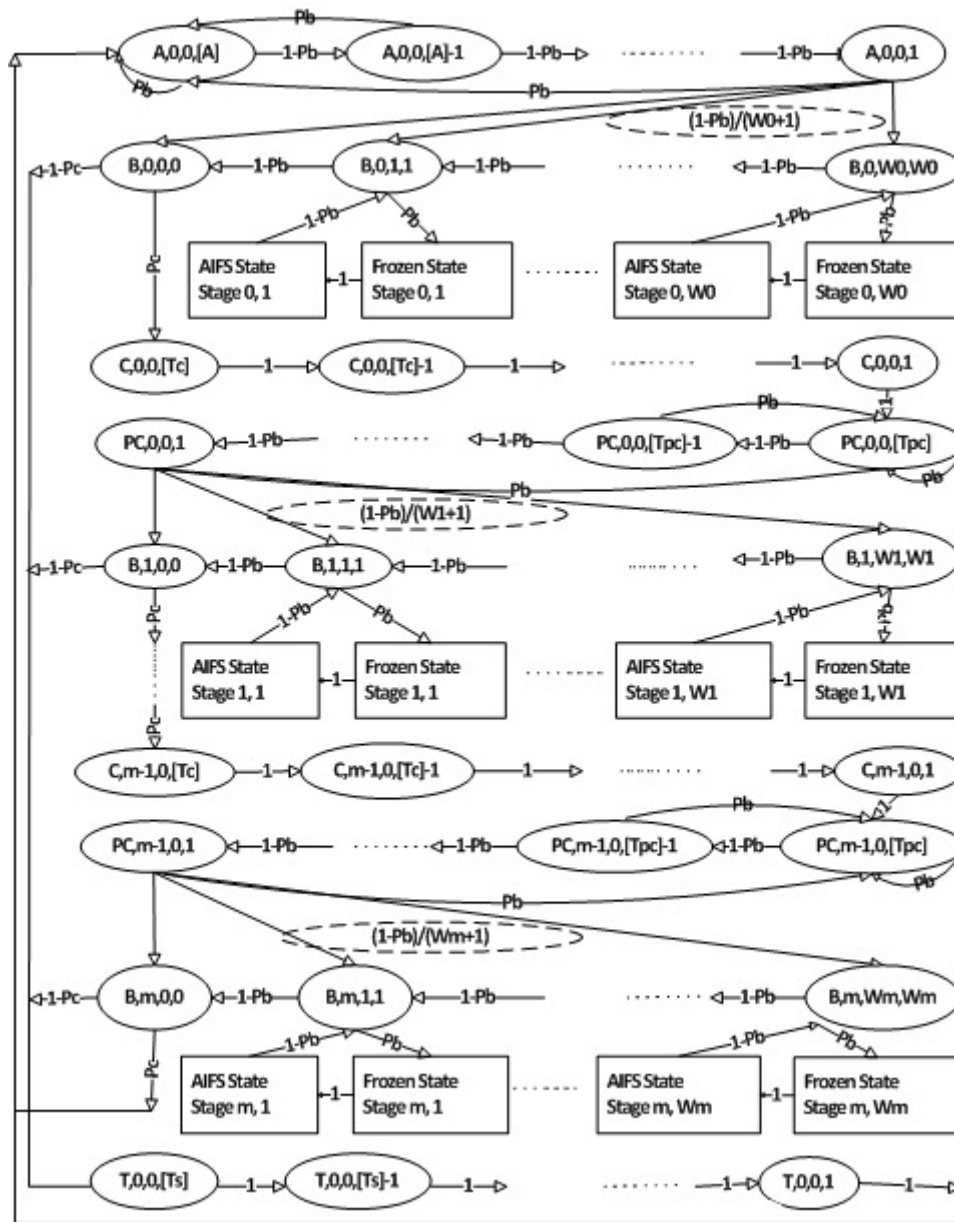 Pb
A,0,0,[A] 1-Pb A,0,0,[A]-1 1-Pb 1-Pb A,0,0,1
Pb Pb
(1-Pb)/(W0+1)
1-Pc B,0,0,0 1-Pb B,0,1,1 1-Pb 1-Pb B,0,W0,W0
1-Pb Pb 1-Pb Pb
Pc
AIFS State Frozen State AIFS State Frozen State
Stage 0, 1 1 Stage 0, 1 Stage 0, W0 1 Stage 0, W0
C,0,0,[Tc] 1 C,0,0,[Tc]-1 1 1 C,0,0,1
Pb 1
PC,0,0,1 1-Pb 1-Pb PC,0,0,[Tpc]-1 1-Pb PC,0,0,[Tpc]
Pb Pb
(1-Pb)/(W1+1)
1-Pc B,1,0,0 1-Pb B,1,1,1 1-Pb 1-Pb B,1,W1,W1
Pc 1-Pb Pb 1-Pb Pb
AIFS State Frozen State AIFS State Frozen State
Stage 1, 1 1 Stage 1, 1 Stage 1, W1 1 Stage 1, W1
Pc
C,m-1,0,[Tc] 1 C,m-1,0,[Tc]-1 1 1 C,m-1,0,1
Pb 1
PC,m-1,0,1 1-Pb 1-Pb PC,m-1,0,[Tpc]-1 1-Pb PC,m-1,0,[Tpc]
Pb Pb
(1-Pb)/(Wm+1)
1-Pc B,m,0,0 1-Pb B,m,1,1 1-Pb 1-Pb B,m,Wm,Wm
Pc 1-Pb Pb 1-Pb Pb
AIFS State Frozen State AIFS State Frozen State
Stage m, 1 1 Stage m, 1 Stage m, Wm 1 Stage m, Wm
T,0,0,[Ts] 1 T,0,0,[Ts]-1 1 1 T,0,0,1 1